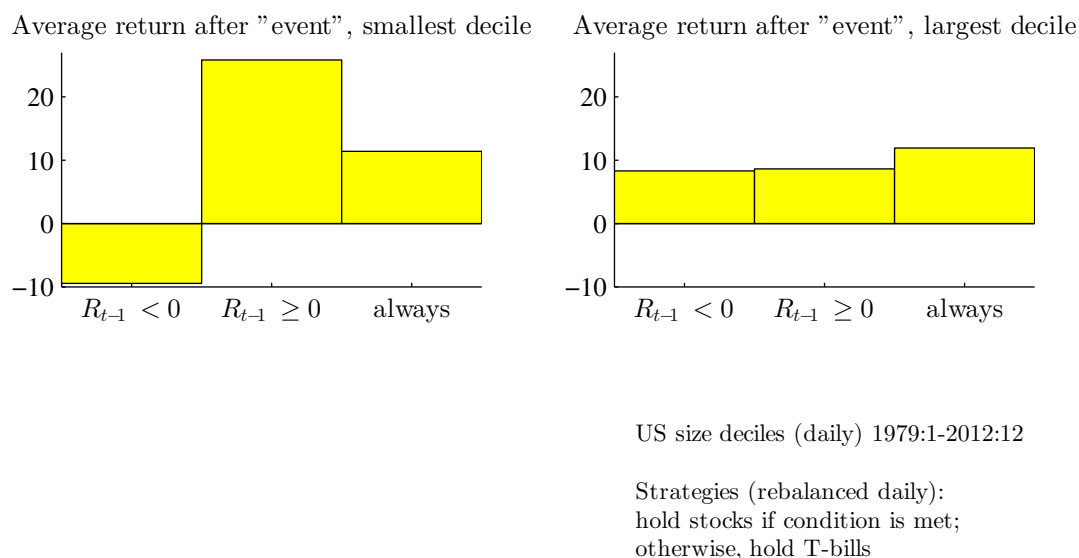 Average return after ”event”, smallest decile
20
10
0
−10
R_{t−1} < 0 R_{t−1} ≥ 0 always
Average return after ”event”, largest decile
20
10
0
−10
R_{t−1} < 0 R_{t−1} ≥ 0 always
US size deciles (daily) 1979:1-2012:12
Strategies (rebalanced daily):
hold stocks if condition is met;
otherwise, hold T-bills